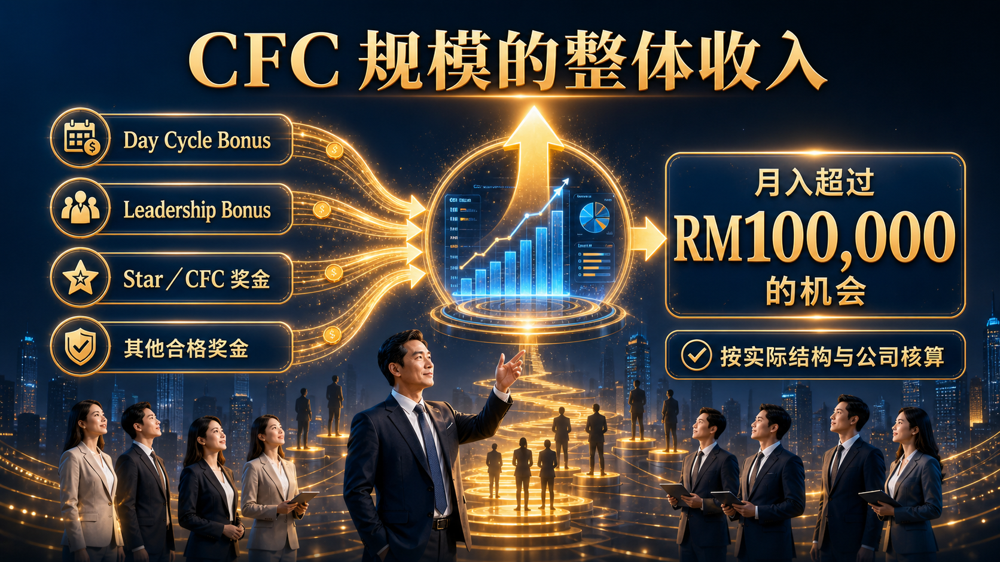 CFC 规模的整体收入
Day Cycle Bonus
Leadership Bonus
Star／CFC 奖金
其他合格奖金
月入超过
RM100,000
的机会
按实际结构与公司核算